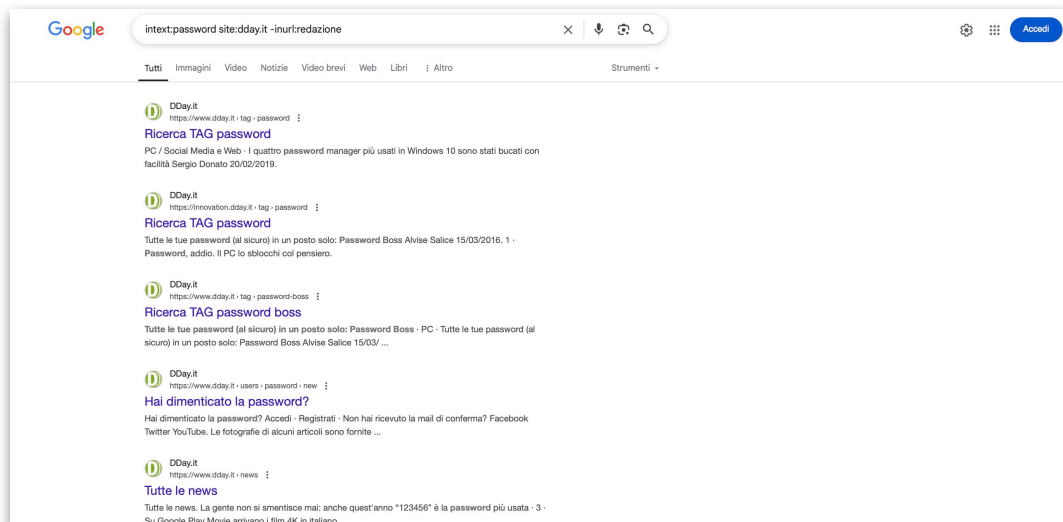 Google
intext:password site:dday.it -inurl:redazione
Accedi
Tutti Immagini Video Notizie Video brevi Web Libri Altro Strumenti
DDay.it
https://www.dday.it › tag › password
Ricerca TAG password
PC / Social Media e Web · I quattro password manager più usati in Windows 10 sono stati bucati con
facilità Sergio Donato 20/02/2019.
DDay.it
https://innovation.dday.it › tag › password
Ricerca TAG password
Tutte le tue password (al sicuro) in un posto solo: Password Boss Alvise Salice 15/03/2016. 1 ·
Password, addio. Il PC lo sblocchi col pensiero.
DDay.it
https://www.dday.it › tag › password-boss
Ricerca TAG password boss
Tutte le tue password (al sicuro) in un posto solo: Password Boss · PC · Tutte le tue password (al
sicuro) in un posto solo: Password Boss Alvise Salice 15/03/ ...
DDay.it
https://www.dday.it › users › password › new
Hai dimenticato la password?
Hai dimenticato la password? Accedi · Registrati · Non hai ricevuto la mail di conferma? Facebook
Twitter YouTube. Le fotografie di alcuni articoli sono fornite ...
DDay.it
https://www.dday.it › news
Tutte le news
Tutte le news. La gente non si smentisce mai: anche quest'anno "123456" è la password più usata · 3 ·
Su Google Play Movie arrivano i film 4K in italiano